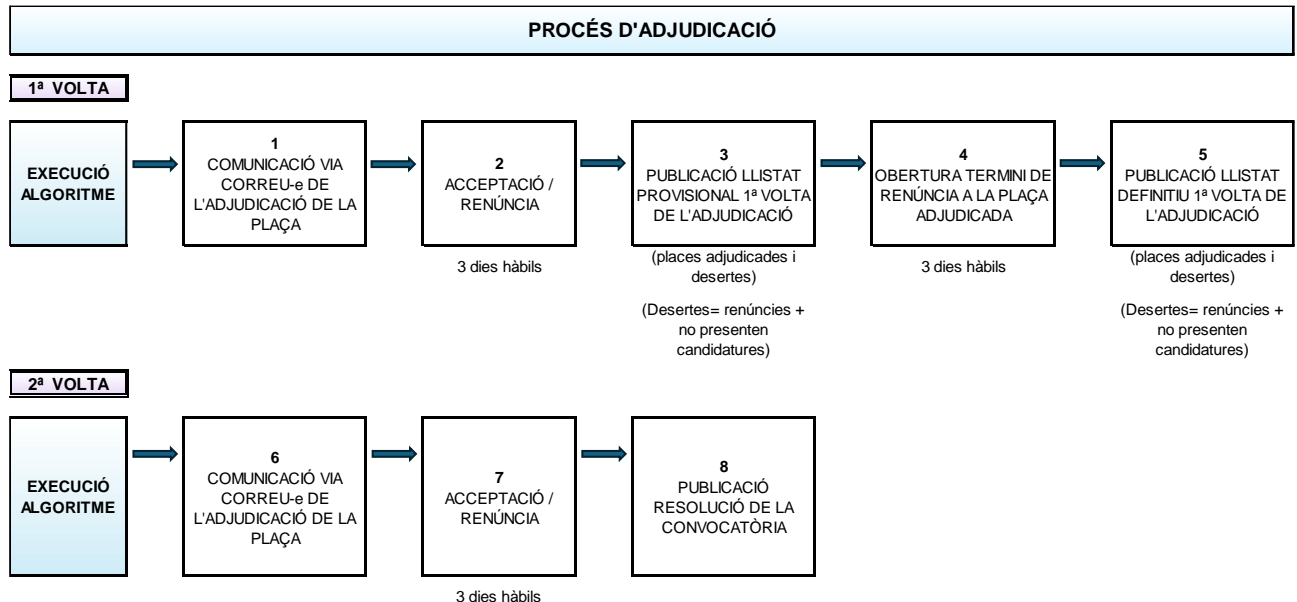 PROCÉS D'ADJUDICACIÓ
1ª VOLTA
EXECUCIÓ
ALGORITME
1
COMUNICACIÓ VIA
CORREU-e DE
L'ADJUDICACIÓ DE LA
PLAÇA
2
ACCEPTACIÓ /
RENÚNCIA
3 dies hàbils
3
PUBLICACIÓ LLISTAT
PROVISIONAL 1ª VOLTA
DE L'ADJUDICACIÓ
(places adjudicades i
desertes)
(Desertes= renúncies +
no presenten
candidatures)
4
OBERTURA TERMINI DE
RENÚNCIA A LA PLAÇA
ADJUDICADA
3 dies hàbils
5
PUBLICACIÓ LLISTAT
DEFINITIU 1ª VOLTA DE
L'ADJUDICACIÓ
(places adjudicades i
desertes)
(Desertes= renúncies +
no presenten
candidatures)
2ª VOLTA
EXECUCIÓ
ALGORITME
6
COMUNICACIÓ VIA
CORREU-e DE
L'ADJUDICACIÓ DE LA
PLAÇA
7
ACCEPTACIÓ /
RENÚNCIA
3 dies hàbils
8
PUBLICACIÓ
RESOLUCIÓ DE LA
CONVOCATÒRIA